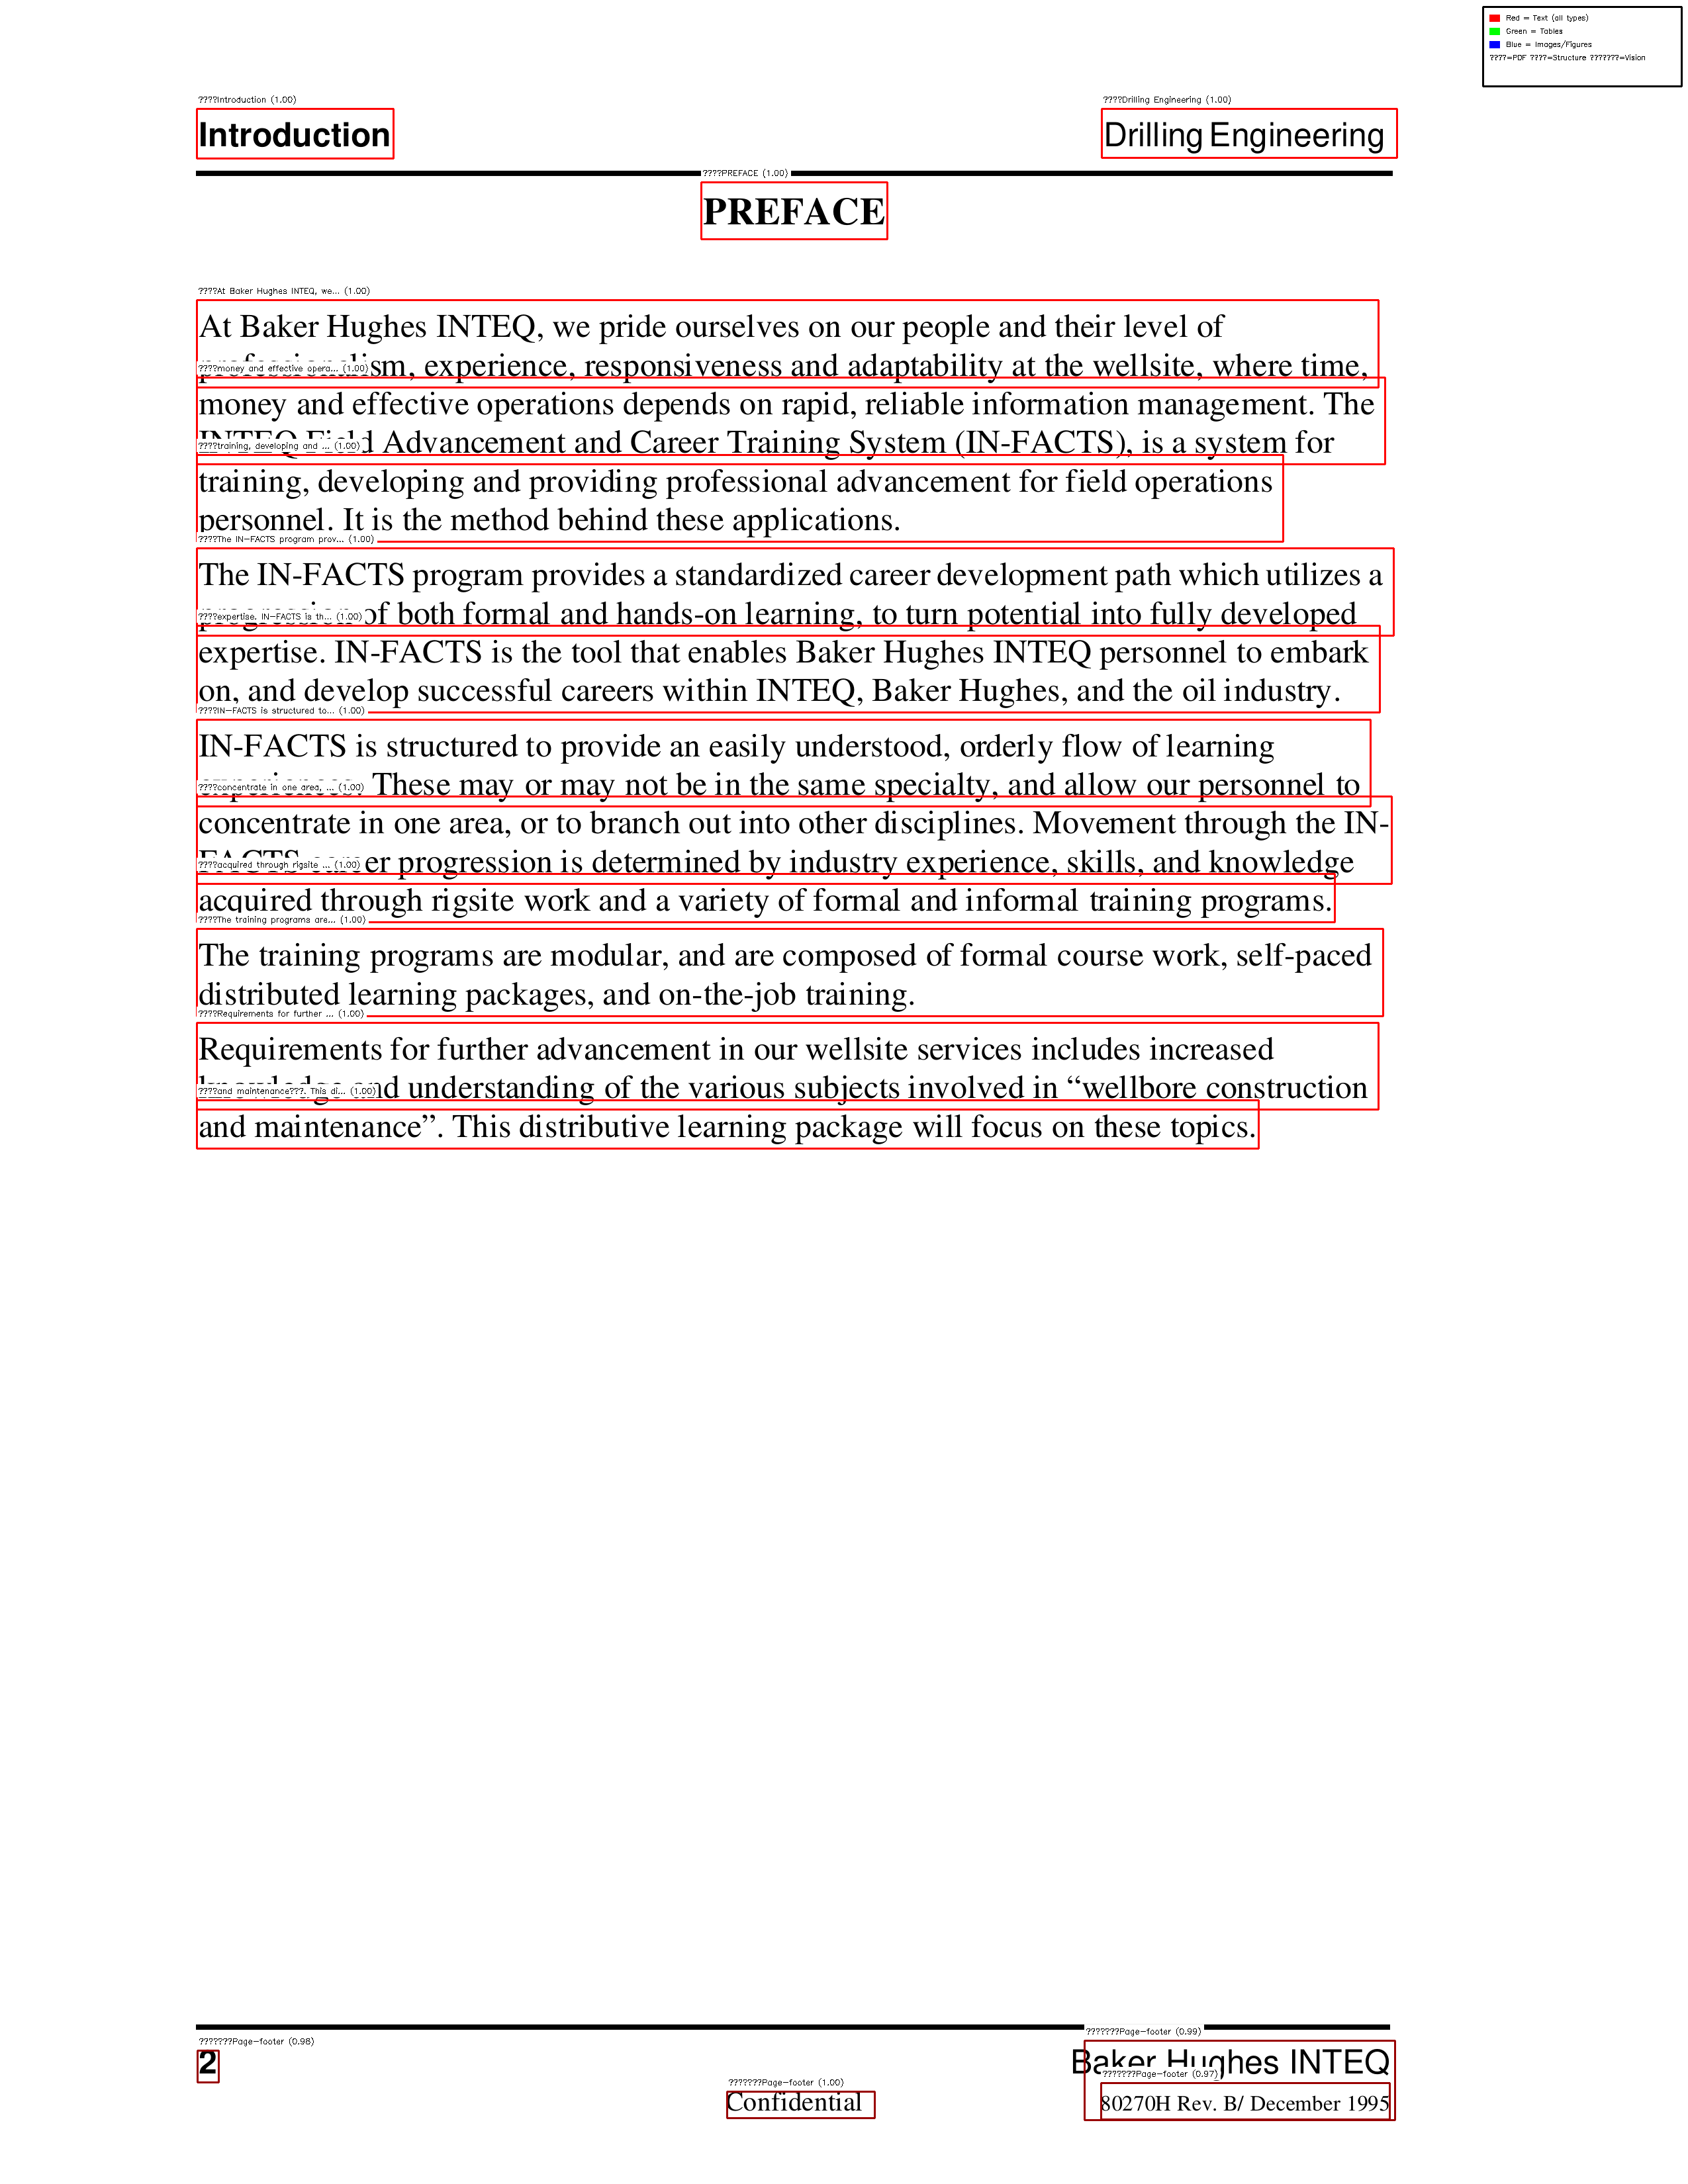 Red = Text (all types)
Green = Tables
Blue = Images/Figures
????=PDF ????=Structure ???????=Vision
????Introduction (1.00)
????Drilling Engineering (1.00)
Introduction
Drilling Engineering
????PREFACE (1.00)
PREFACE
????At Baker Hughes INTEQ, we... (1.00)
At Baker Hughes INTEQ, we pride ourselves on our people and their level of
professionalism, experience, responsiveness and adaptability at the wellsite, where time,
????money and effective opera... (1.00)
money and effective operations depends on rapid, reliable information management. The
INTEQ Field Advancement and Career Training System (IN-FACTS), is a system for
????training, developing and ... (1.00)
training, developing and providing professional advancement for field operations
personnel. It is the method behind these applications.
????The IN-FACTS program prov... (1.00)
The IN-FACTS program provides a standardized career development path which utilizes a
progression of both formal and hands-on learning, to turn potential into fully developed
????expertise. IN-FACTS is th... (1.00)
expertise. IN-FACTS is the tool that enables Baker Hughes INTEQ personnel to embark
on, and develop successful careers within INTEQ, Baker Hughes, and the oil industry.
????IN-FACTS is structured to... (1.00)
IN-FACTS is structured to provide an easily understood, orderly flow of learning
experiences. These may or may not be in the same specialty, and allow our personnel to
????concentrate in one area, ... (1.00)
concentrate in one area, or to branch out into other disciplines. Movement through the IN-
FACTS career progression is determined by industry experience, skills, and knowledge
????acquired through rigsite ... (1.00)
acquired through rigsite work and a variety of formal and informal training programs.
????The training programs are... (1.00)
The training programs are modular, and are composed of formal course work, self-paced
distributed learning packages, and on-the-job training.
????Requirements for further ... (1.00)
Requirements for further advancement in our wellsite services includes increased
knowledge and understanding of the various subjects involved in “wellbore construction
????and maintenance???. This di... (1.00)
and maintenance”. This distributive learning package will focus on these topics.
???????Page-footer (0.98)
???????Page-footer (0.99)
2
Baker Hughes INTEQ
???????Page-footer (0.97)
???????Page-footer (1.00)
Confidential
80270H Rev. B/ December 1995